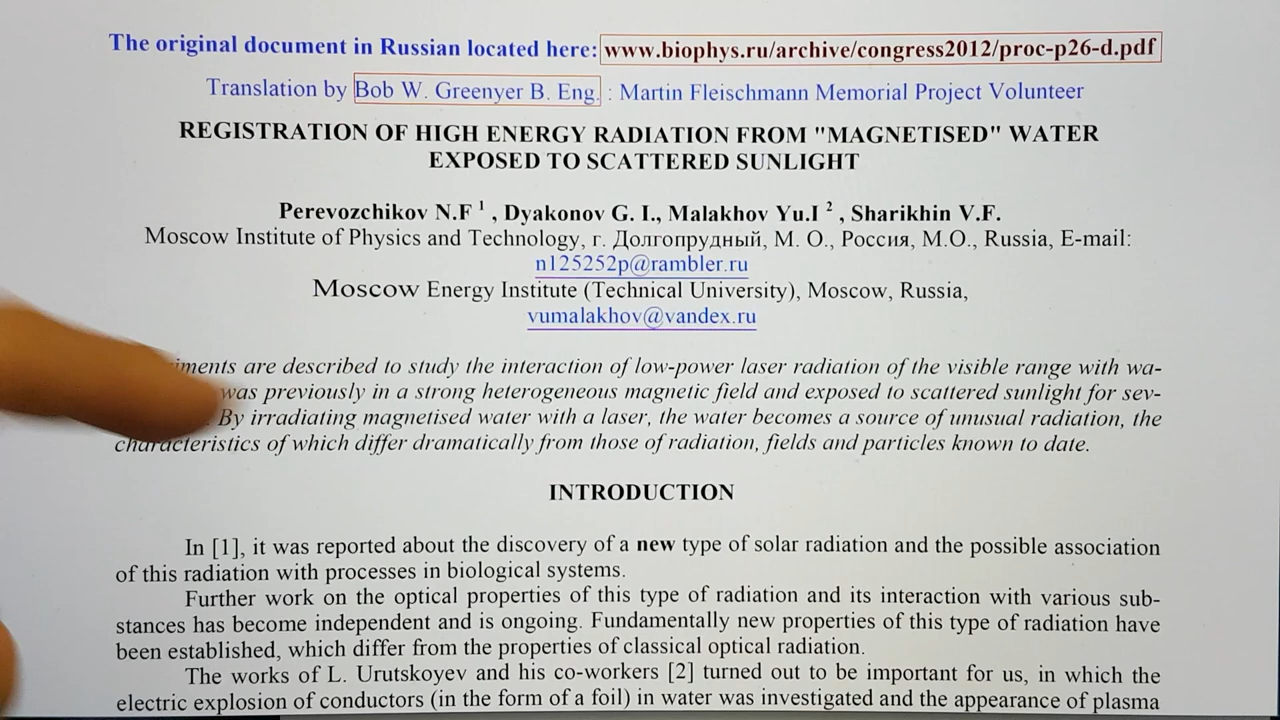 The original document in Russian located here: www.biophys.ru/archive/congress2012/proc-p26-d.pdf
Translation by Bob W. Greenyer B. Eng. : Martin Fleischmann Memorial Project Volunteer
REGISTRATION OF HIGH ENERGY RADIATION FROM "MAGNETISED" WATER
EXPOSED TO SCATTERED SUNLIGHT
Perevozchikov N.F 1 , Dyakonov G. I., Malakhov Yu.I 2 , Sharikhin V.F.
Moscow Institute of Physics and Technology, г. Долгопрудный, М. О., Россия, M.O., Russia, E-mail:
n125252p@rambler.ru
Moscow Energy Institute (Technical University), Moscow, Russia,
vumalakhov@vandex.ru
are described to study the interaction of low-power laser radiation of the visible range with wa-
was previously in a strong heterogeneous magnetic field and exposed to scattered sunlight for sev-
By irradiating magnetised water with a laser, the water becomes a source of unusual radiation, the
characteristics of which differ dramatically from those of radiation, fields and particles known to date.
INTRODUCTION
In [1], it was reported about the discovery of a new type of solar radiation and the possible association
of this radiation with processes in biological systems.
Further work on the optical properties of this type of radiation and its interaction with various sub-
stances has become independent and is ongoing. Fundamentally new properties of this type of radiation have
been established, which differ from the properties of classical optical radiation.
The works of L. Urutskoyev and his co-workers [2] turned out to be important for us, in which the
electric explosion of conductors (in the form of a foil) in water was investigated and the appearance of plasma